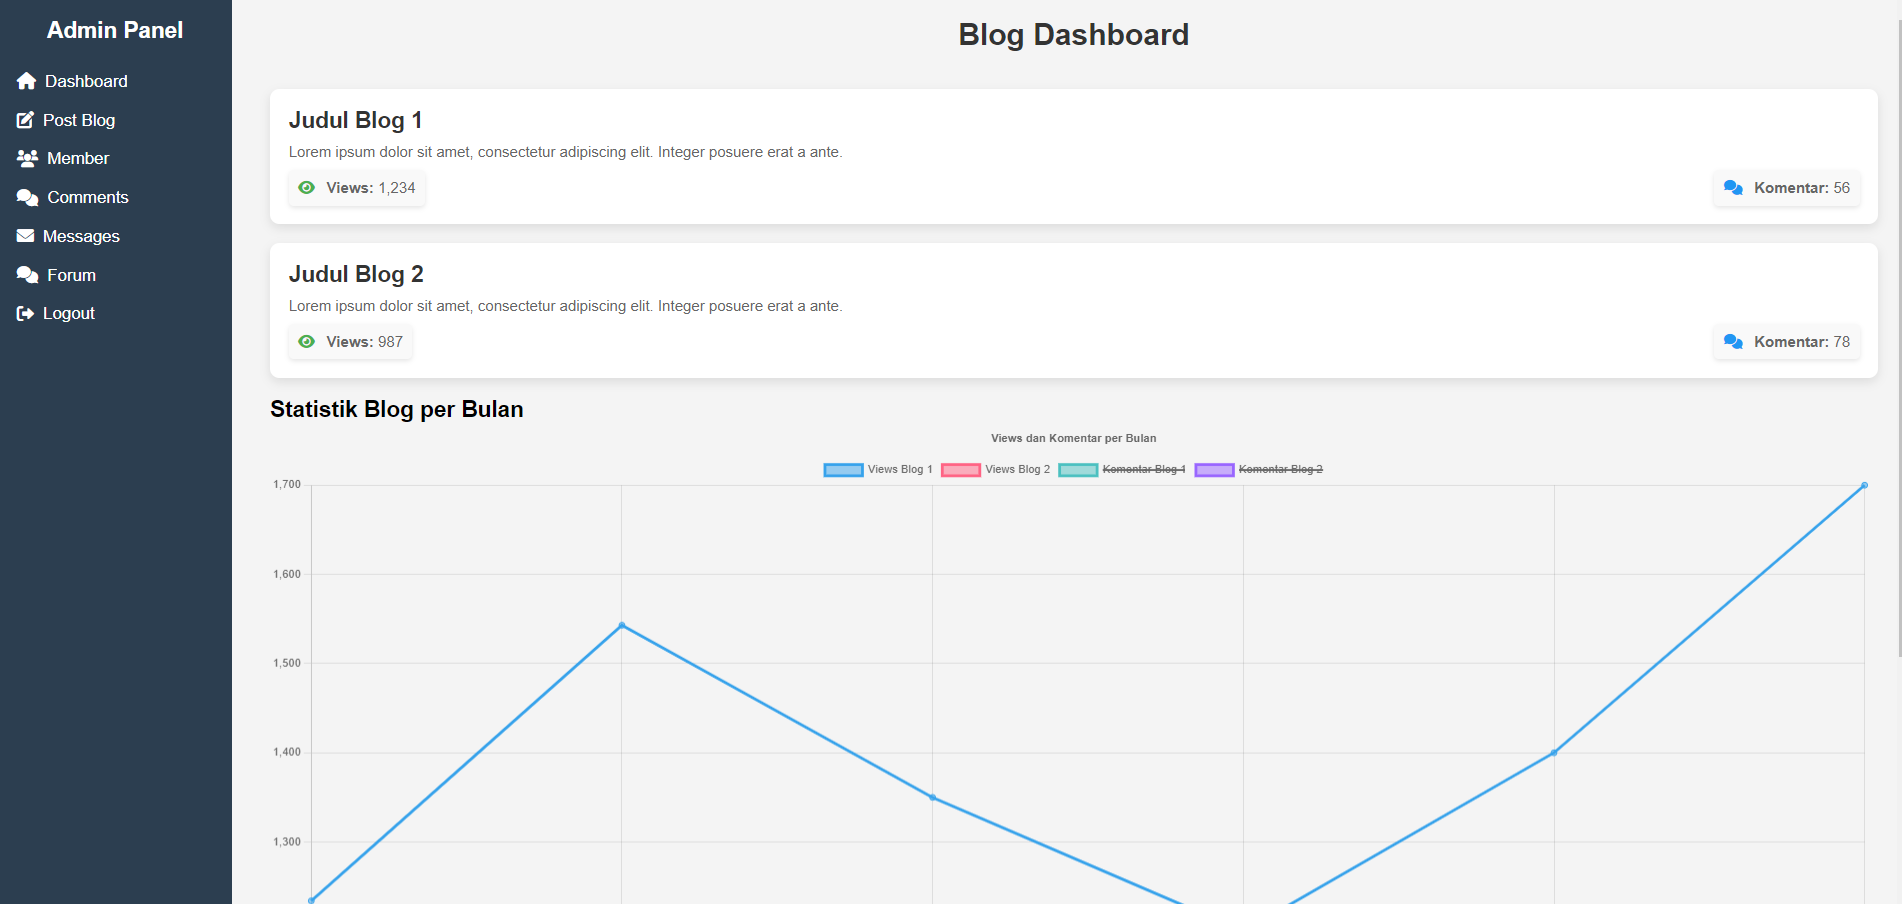 Admin Panel
Dashboard
Post Blog
Member
Comments
Messages
Forum
Logout
Blog Dashboard
Judul Blog 1
Lorem ipsum dolor sit amet, consectetur adipiscing elit. Integer posuere erat a ante.
Views: 1,234
Komentar: 56
Judul Blog 2
Lorem ipsum dolor sit amet, consectetur adipiscing elit. Integer posuere erat a ante.
Views: 987
Komentar: 78
Statistik Blog per Bulan
Views dan Komentar per Bulan
Views Blog 1 Views Blog 2 Komentar Blog 1 Komentar Blog 2
1,700
1,600
1,500
1,400
1,300